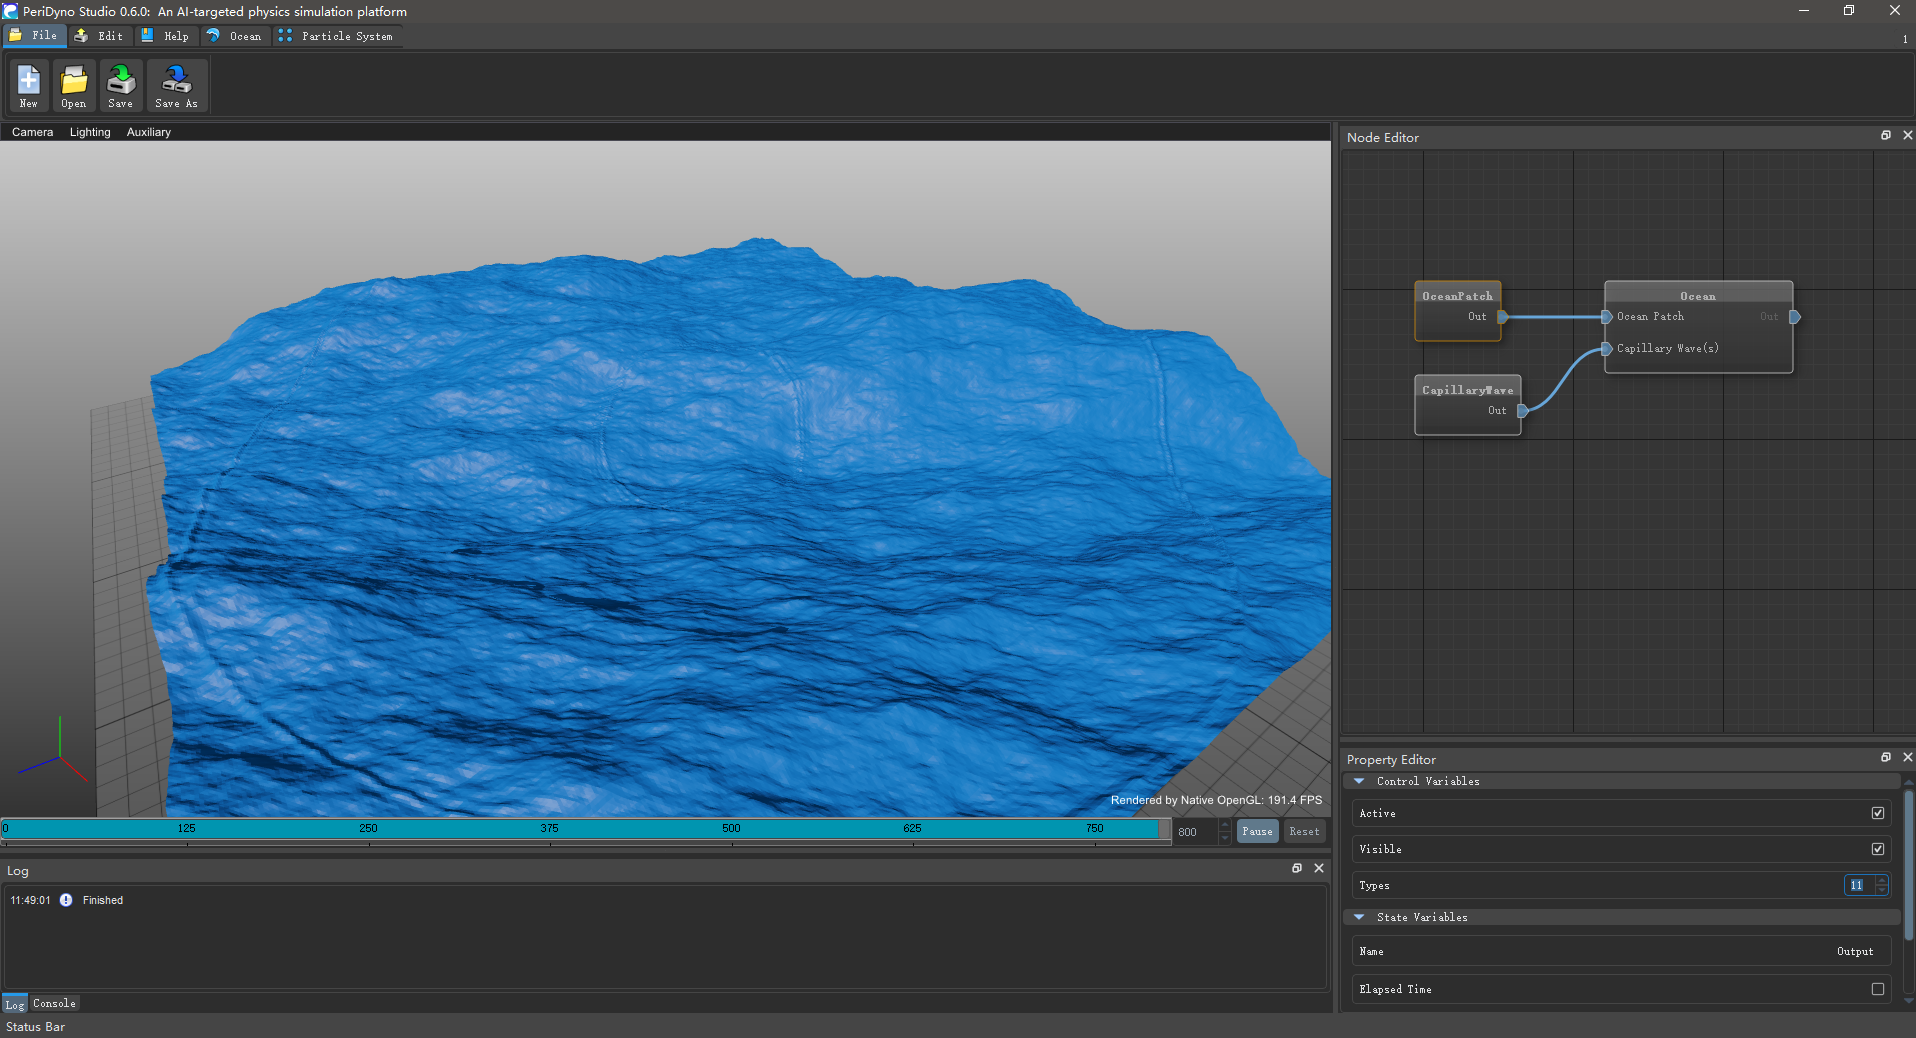 PeriDyno Studio 0.6.0:  An AI-targeted physics simulation platform
File
Edit
Help
Ocean
Particle System
1
New
Open
Save
Save As
Camera
Lighting
Auxiliary
Node Editor
OceanPatch
Out
Ocean
Ocean Patch
Out
Capillary Wave(s)
CapillaryWave
Out
Rendered by Native OpenGL: 191.4 FPS
0
125
250
375
500
625
750
800
Pause
Reset
Property Editor
Control Variables
Active
Visible
Types
11
State Variables
Name
Output
Elapsed Time
Log
11:49:01
Finished
Log
Console
Status Bar